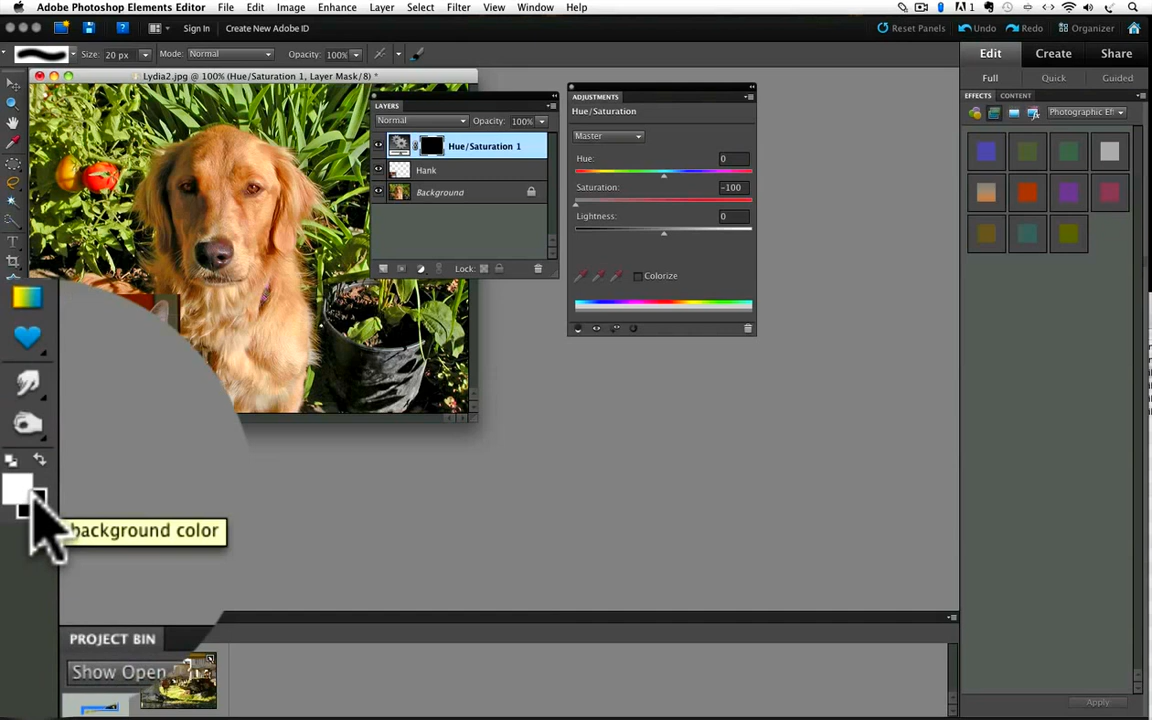 Adobe Photoshop Elements Editor File Edit Image Enhance Layer Select Filter View Window Help 1
Sign In Create New Adobe ID Reset Panels Undo Redo Organizer
Size: 20 px Mode: Normal Opacity: 100% Edit Create Share
Lydia2.jpg @ 100% (Hue/Saturation 1, Layer Mask/8) * Full Quick Guided
LAYERS ADJUSTMENTS EFFECTS CONTENT
Normal Opacity: 100% Hue/Saturation Photographic Ef
Master
Hue/Saturation 1 Hue: 0
Hank
Background Saturation: -100
Lightness: 0
Lock: Colorize
background color
PROJECT BIN
Show Open
Apply